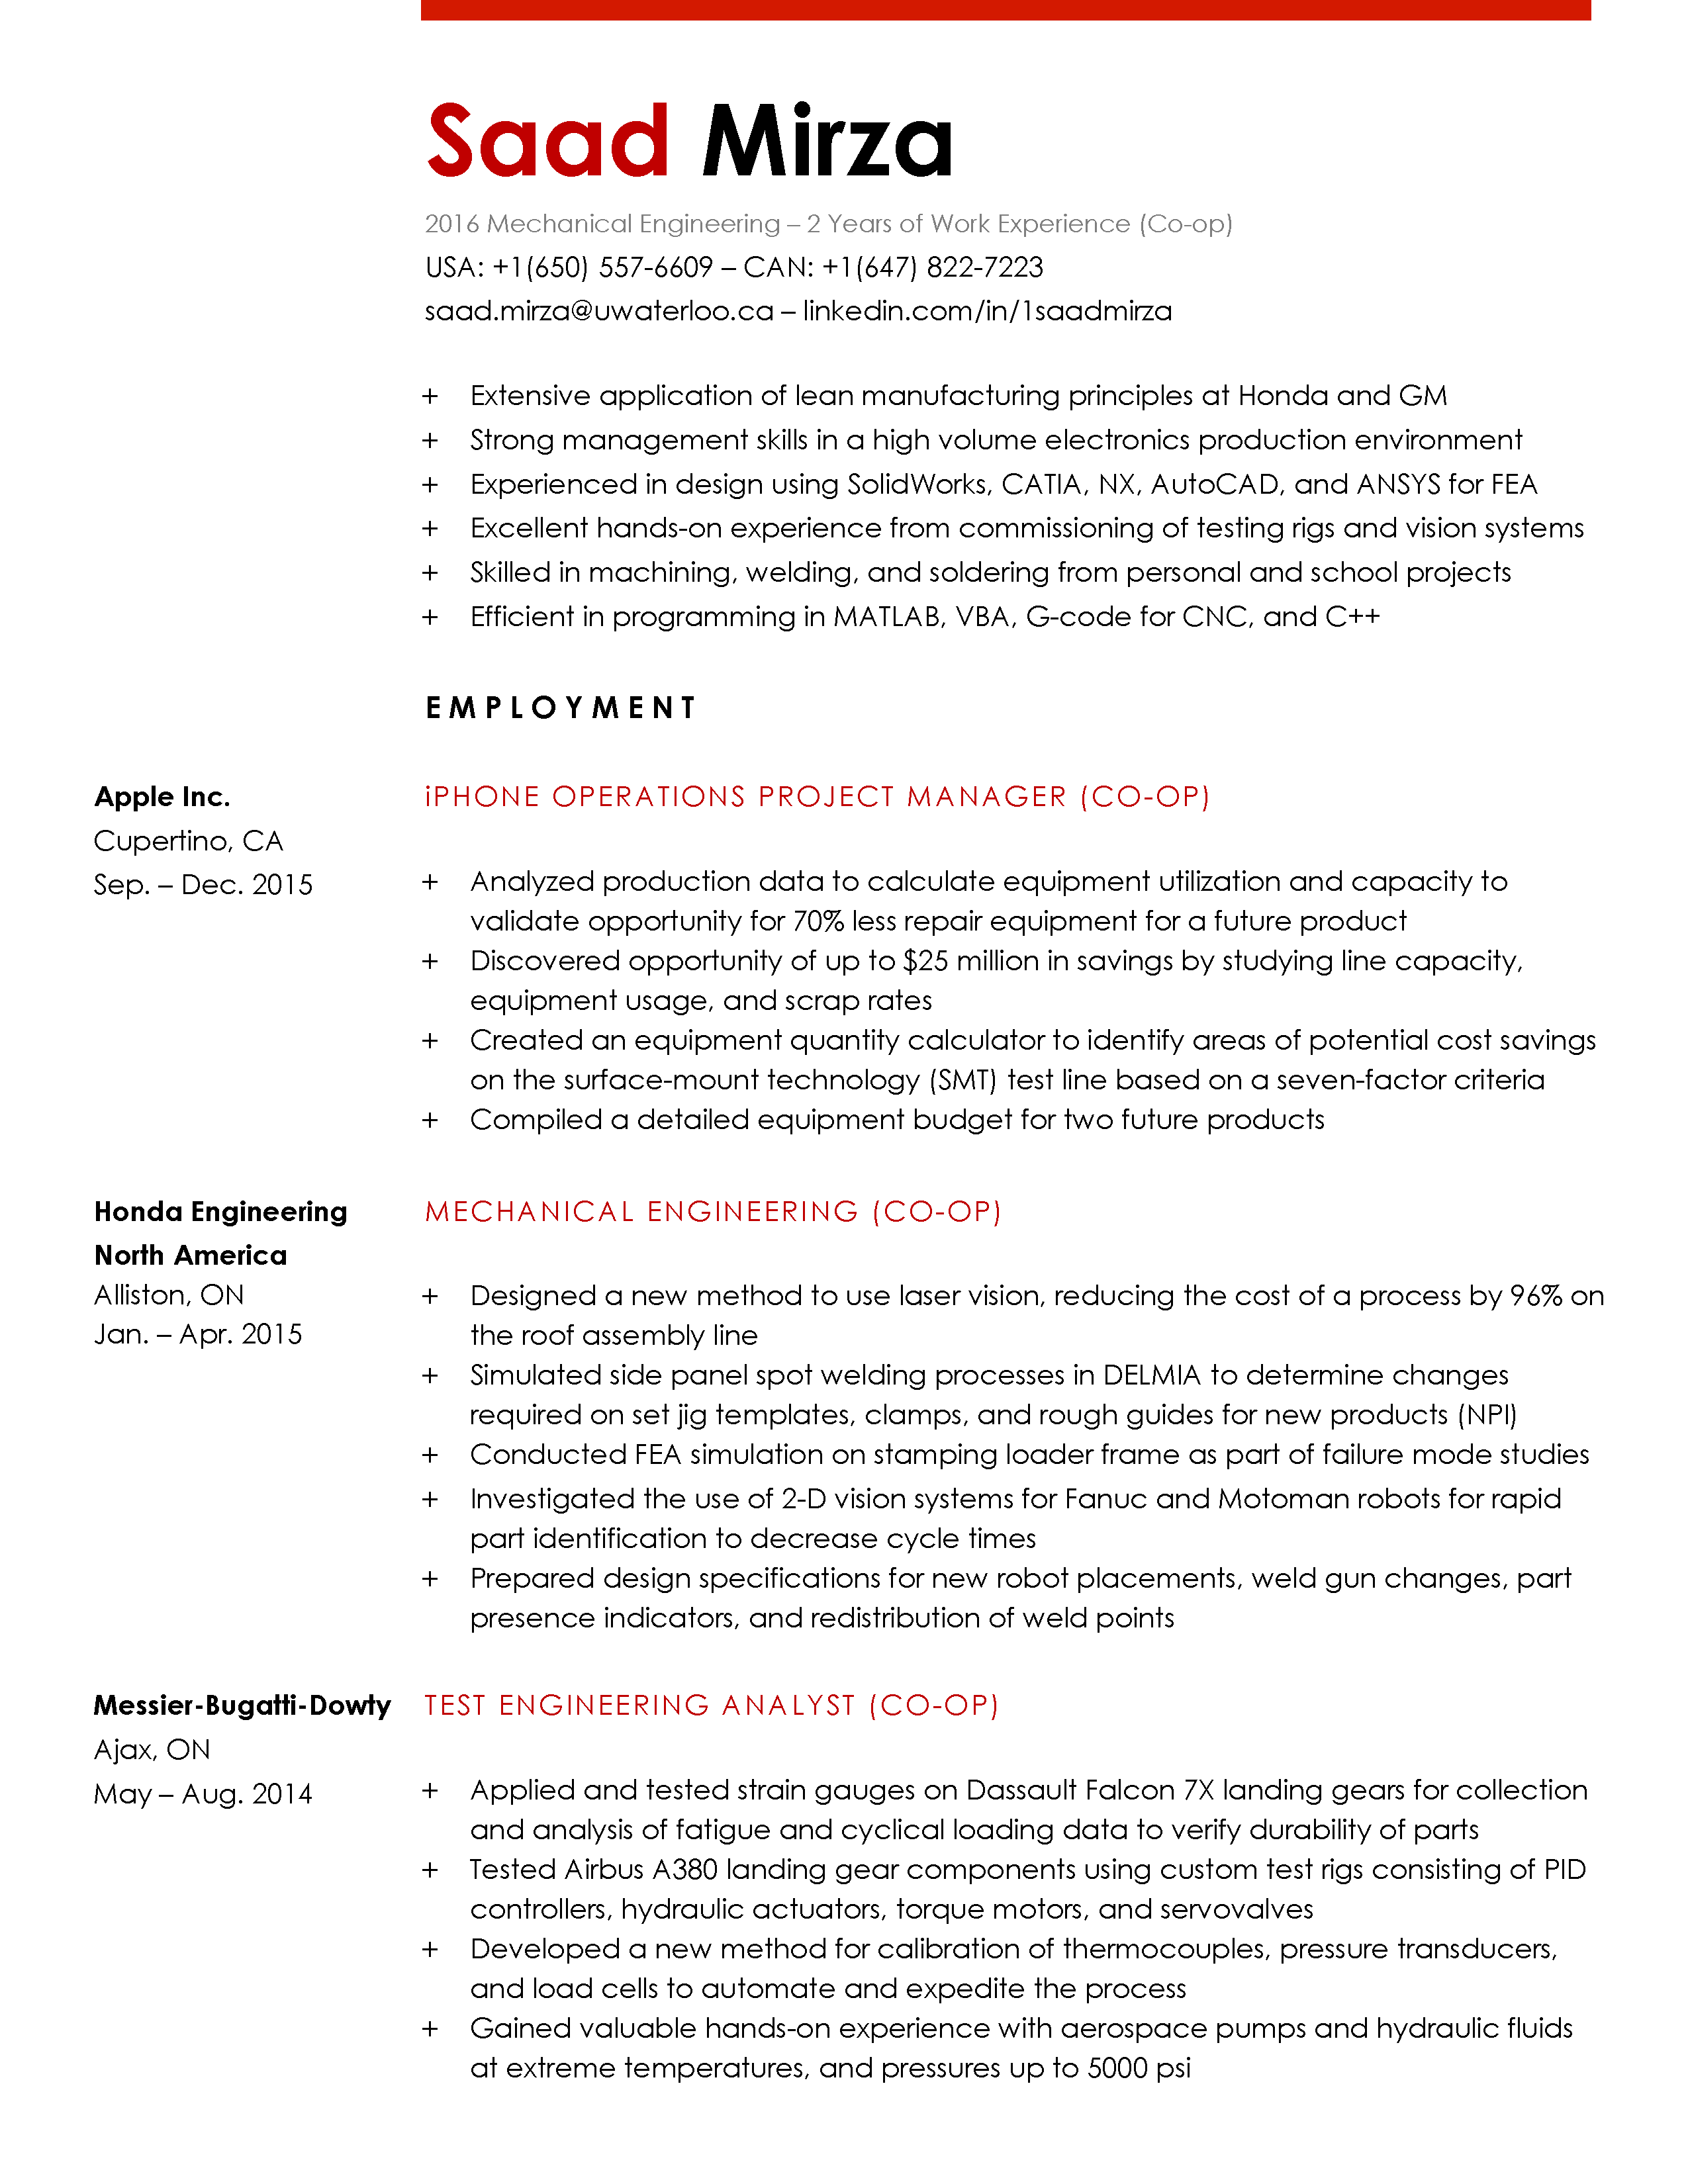 Saad Mirza
2016 Mechanical Engineering – 2 Years of Work Experience (Co-op)
USA: +1(650) 557-6609 – CAN: +1(647) 822-7223
saad.mirza@uwaterloo.ca – linkedin.com/in/1saadmirza
+ Extensive application of lean manufacturing principles at Honda and GM
+ Strong management skills in a high volume electronics production environment
+ Experienced in design using SolidWorks, CATIA, NX, AutoCAD, and ANSYS for FEA
+ Excellent hands-on experience from commissioning of testing rigs and vision systems
+ Skilled in machining, welding, and soldering from personal and school projects
+ Efficient in programming in MATLAB, VBA, G-code for CNC, and C++
EMPLOYMENT
Apple Inc.
Cupertino, CA
Sep. – Dec. 2015
iPHONE OPERATIONS PROJECT MANAGER (CO-OP)
+ Analyzed production data to calculate equipment utilization and capacity to
validate opportunity for 70% less repair equipment for a future product
+ Discovered opportunity of up to $25 million in savings by studying line capacity,
equipment usage, and scrap rates
+ Created an equipment quantity calculator to identify areas of potential cost savings
on the surface-mount technology (SMT) test line based on a seven-factor criteria
+ Compiled a detailed equipment budget for two future products
Honda Engineering
North America
Alliston, ON
Jan. – Apr. 2015
MECHANICAL ENGINEERING (CO-OP)
+ Designed a new method to use laser vision, reducing the cost of a process by 96% on
the roof assembly line
+ Simulated side panel spot welding processes in DELMIA to determine changes
required on set jig templates, clamps, and rough guides for new products (NPI)
+ Conducted FEA simulation on stamping loader frame as part of failure mode studies
+ Investigated the use of 2-D vision systems for Fanuc and Motoman robots for rapid
part identification to decrease cycle times
+ Prepared design specifications for new robot placements, weld gun changes, part
presence indicators, and redistribution of weld points
Messier-Bugatti-Dowty
Ajax, ON
May – Aug. 2014
TEST ENGINEERING ANALYST (CO-OP)
+ Applied and tested strain gauges on Dassault Falcon 7X landing gears for collection
and analysis of fatigue and cyclical loading data to verify durability of parts
+ Tested Airbus A380 landing gear components using custom test rigs consisting of PID
controllers, hydraulic actuators, torque motors, and servovalves
+ Developed a new method for calibration of thermocouples, pressure transducers,
and load cells to automate and expedite the process
+ Gained valuable hands-on experience with aerospace pumps and hydraulic fluids
at extreme temperatures, and pressures up to 5000 psi